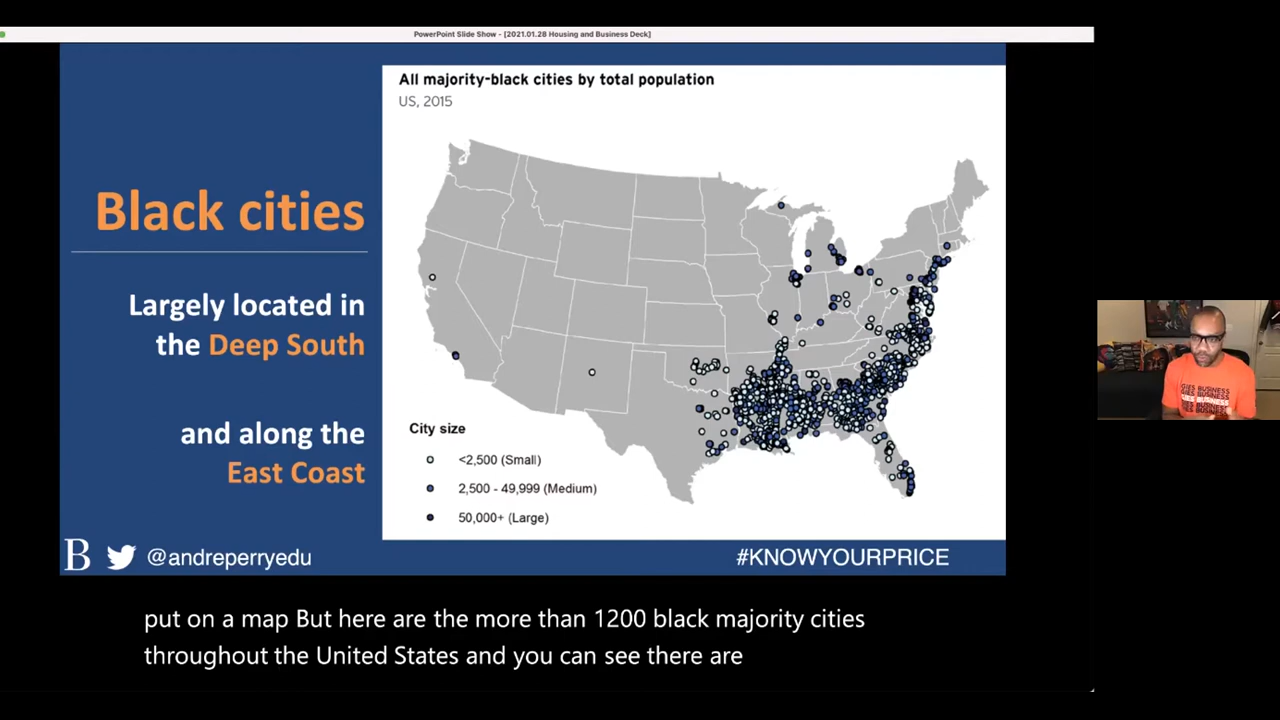 PowerPoint Slide Show - [2021.01.28 Housing and Business Deck]
All majority-black cities by total population
US, 2015
Black cities
Largely located in
the Deep South
and along the
East Coast
City size
<2,500 (Small)
2,500 - 49,999 (Medium)
50,000+ (Large)
B @andreperryedu
#KNOWYOURPRICE
BUSINESS
BUSINESS
BUSINESS
put on a map But here are the more than 1200 black majority cities
throughout the United States and you can see there are